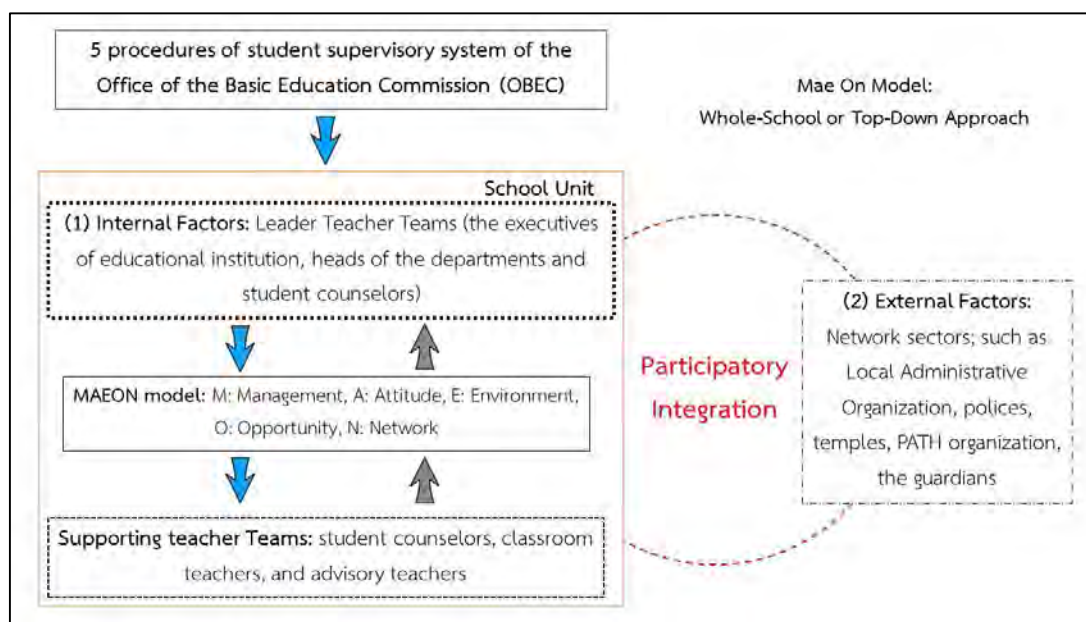 5 procedures of student supervisory system of the
Office of the Basic Education Commission (OBEC)
Mae On Model:
Whole-School or Top-Down Approach
School Unit
(1) Internal Factors: Leader Teacher Teams (the executives
of educational institution, heads of the departments and
student counselors)
MAEON model: M: Management, A: Attitude, E: Environment,
O: Opportunity, N: Network
Supporting teacher Teams: student counselors, classroom
teachers, and advisory teachers
Participatory
Integration
(2) External Factors:
Network sectors; such as
Local Administrative
Organization, polices,
temples, PATH organization,
the guardians